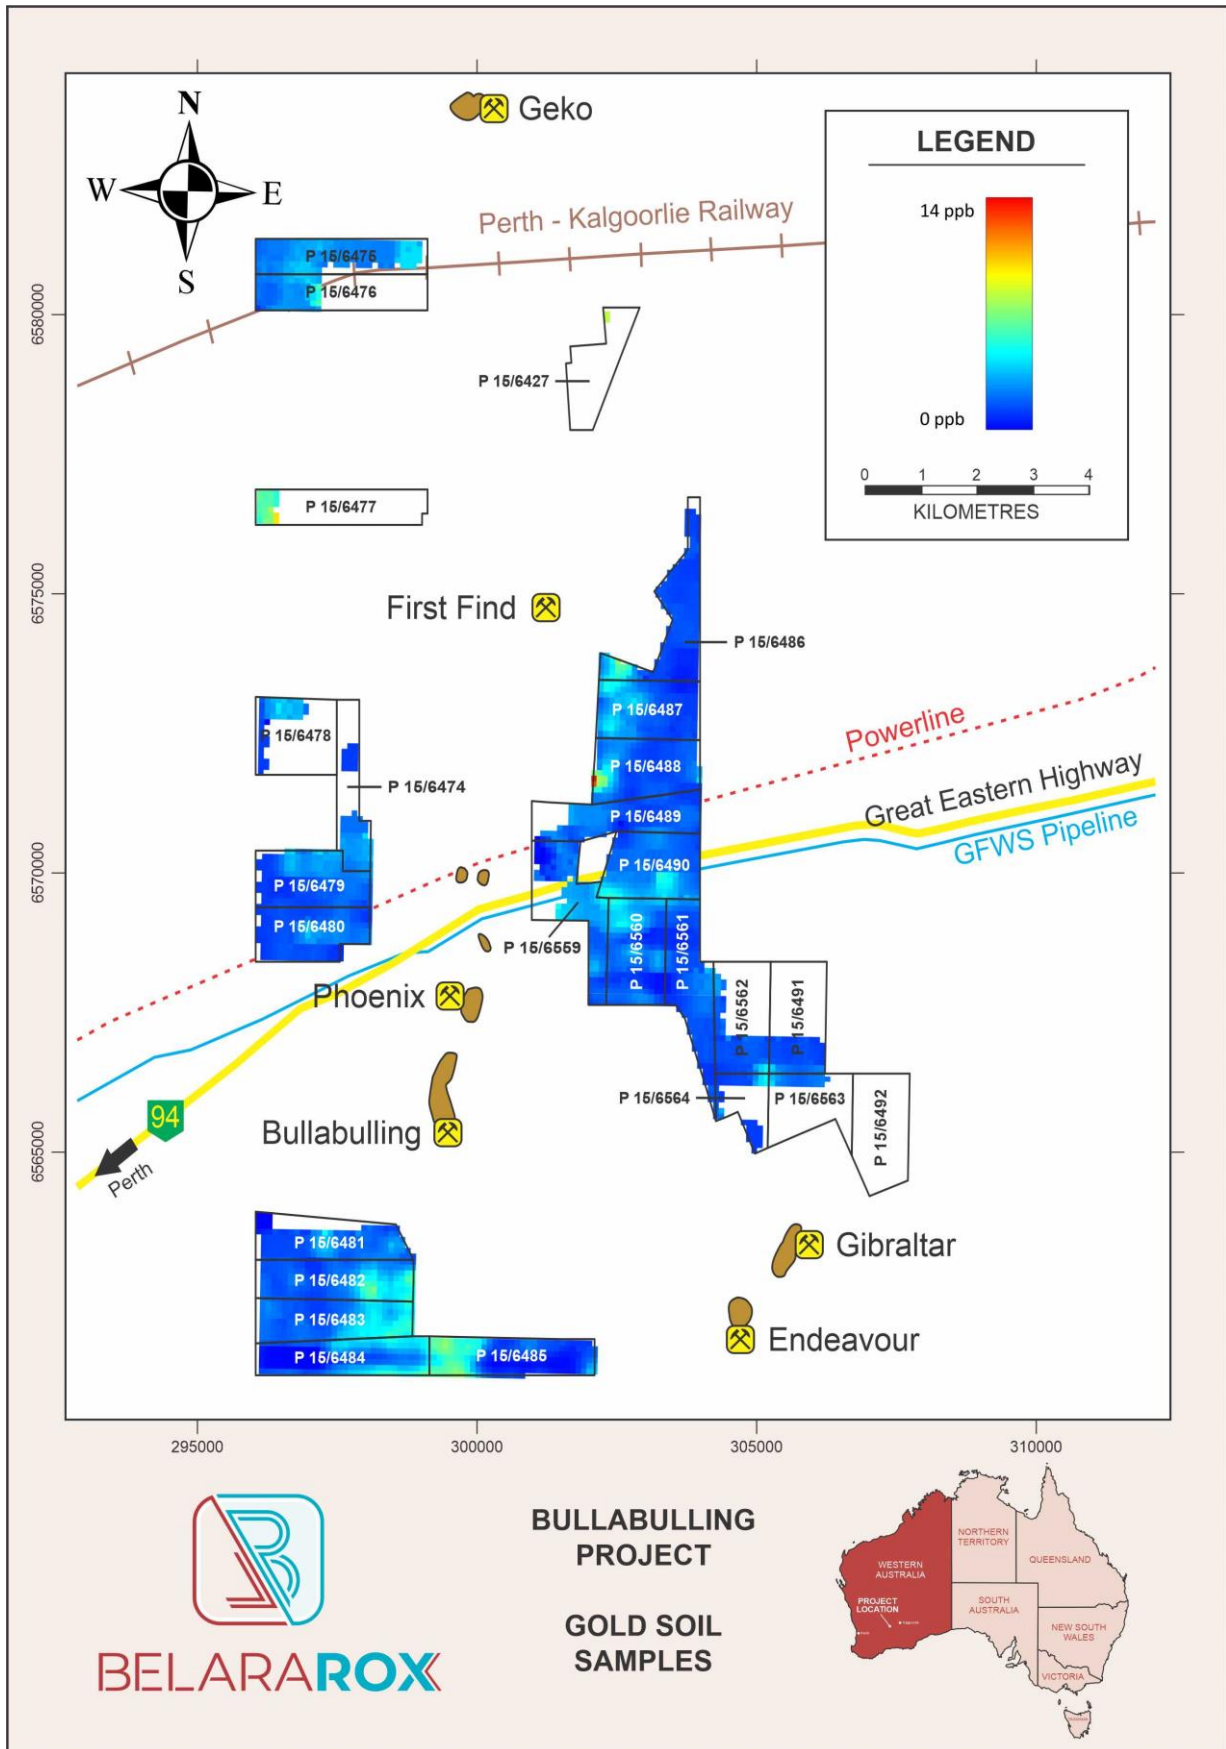 N
W
E
S
Geko
LEGEND
14 ppb
0 ppb
0 1 2 3 4
KILOMETRES
Perth - Kalgoorlie Railway
P 15/6475
P 15/6476
P 15/6427
P 15/6477
First Find
P 15/6486
P 15/6487
P 15/6478
P 15/6488
P 15/6474
P 15/6489
Powerline
Great Eastern Highway
GFWS Pipeline
P 15/6490
P 15/6479
P 15/6480
P 15/6559
P 15/6560
P 15/6561
P 15/6562
P 15/6491
Phoenix
P 15/6564
P 15/6563
P 15/6492
94
Perth
Bullabulling
P 15/6481
P 15/6482
P 15/6483
P 15/6484
P 15/6485
Gibraltar
Endeavour
6580000
6575000
6570000
6565000
295000
300000
305000
310000
BELARAROX
BULLABULLING
PROJECT
GOLD SOIL
SAMPLES
NORTHERN
TERRITORY
WESTERN
AUSTRALIA
QUEENSLAND
PROJECT
LOCATION
SOUTH
AUSTRALIA
NEW SOUTH
WALES
VICTORIA